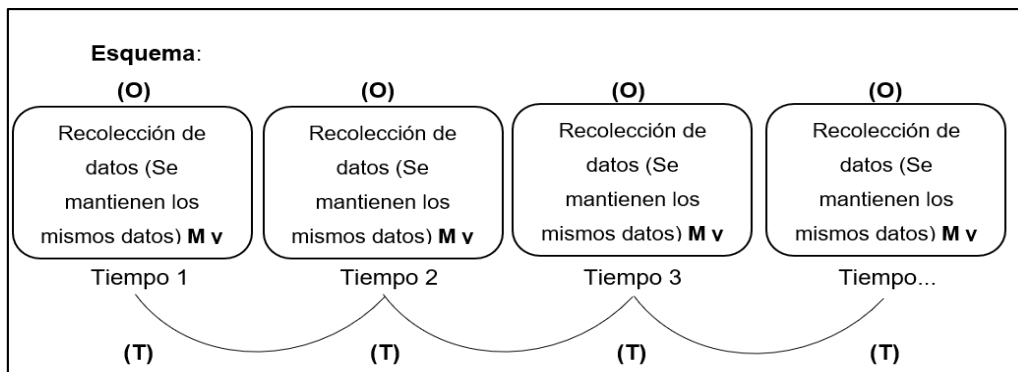 Esquema:
(O) (O) (O) (O)
Recolección de
datos (Se
mantienen los
mismos datos) M v
Recolección de
datos (Se
mantienen los
mismos datos) M v
Recolección de
datos (Se
mantienen los
mismos datos) M v
Recolección de
datos (Se
mantienen los
mismos datos) M v
Tiempo 1 Tiempo 2 Tiempo 3 Tiempo...
(T) (T) (T) (T)